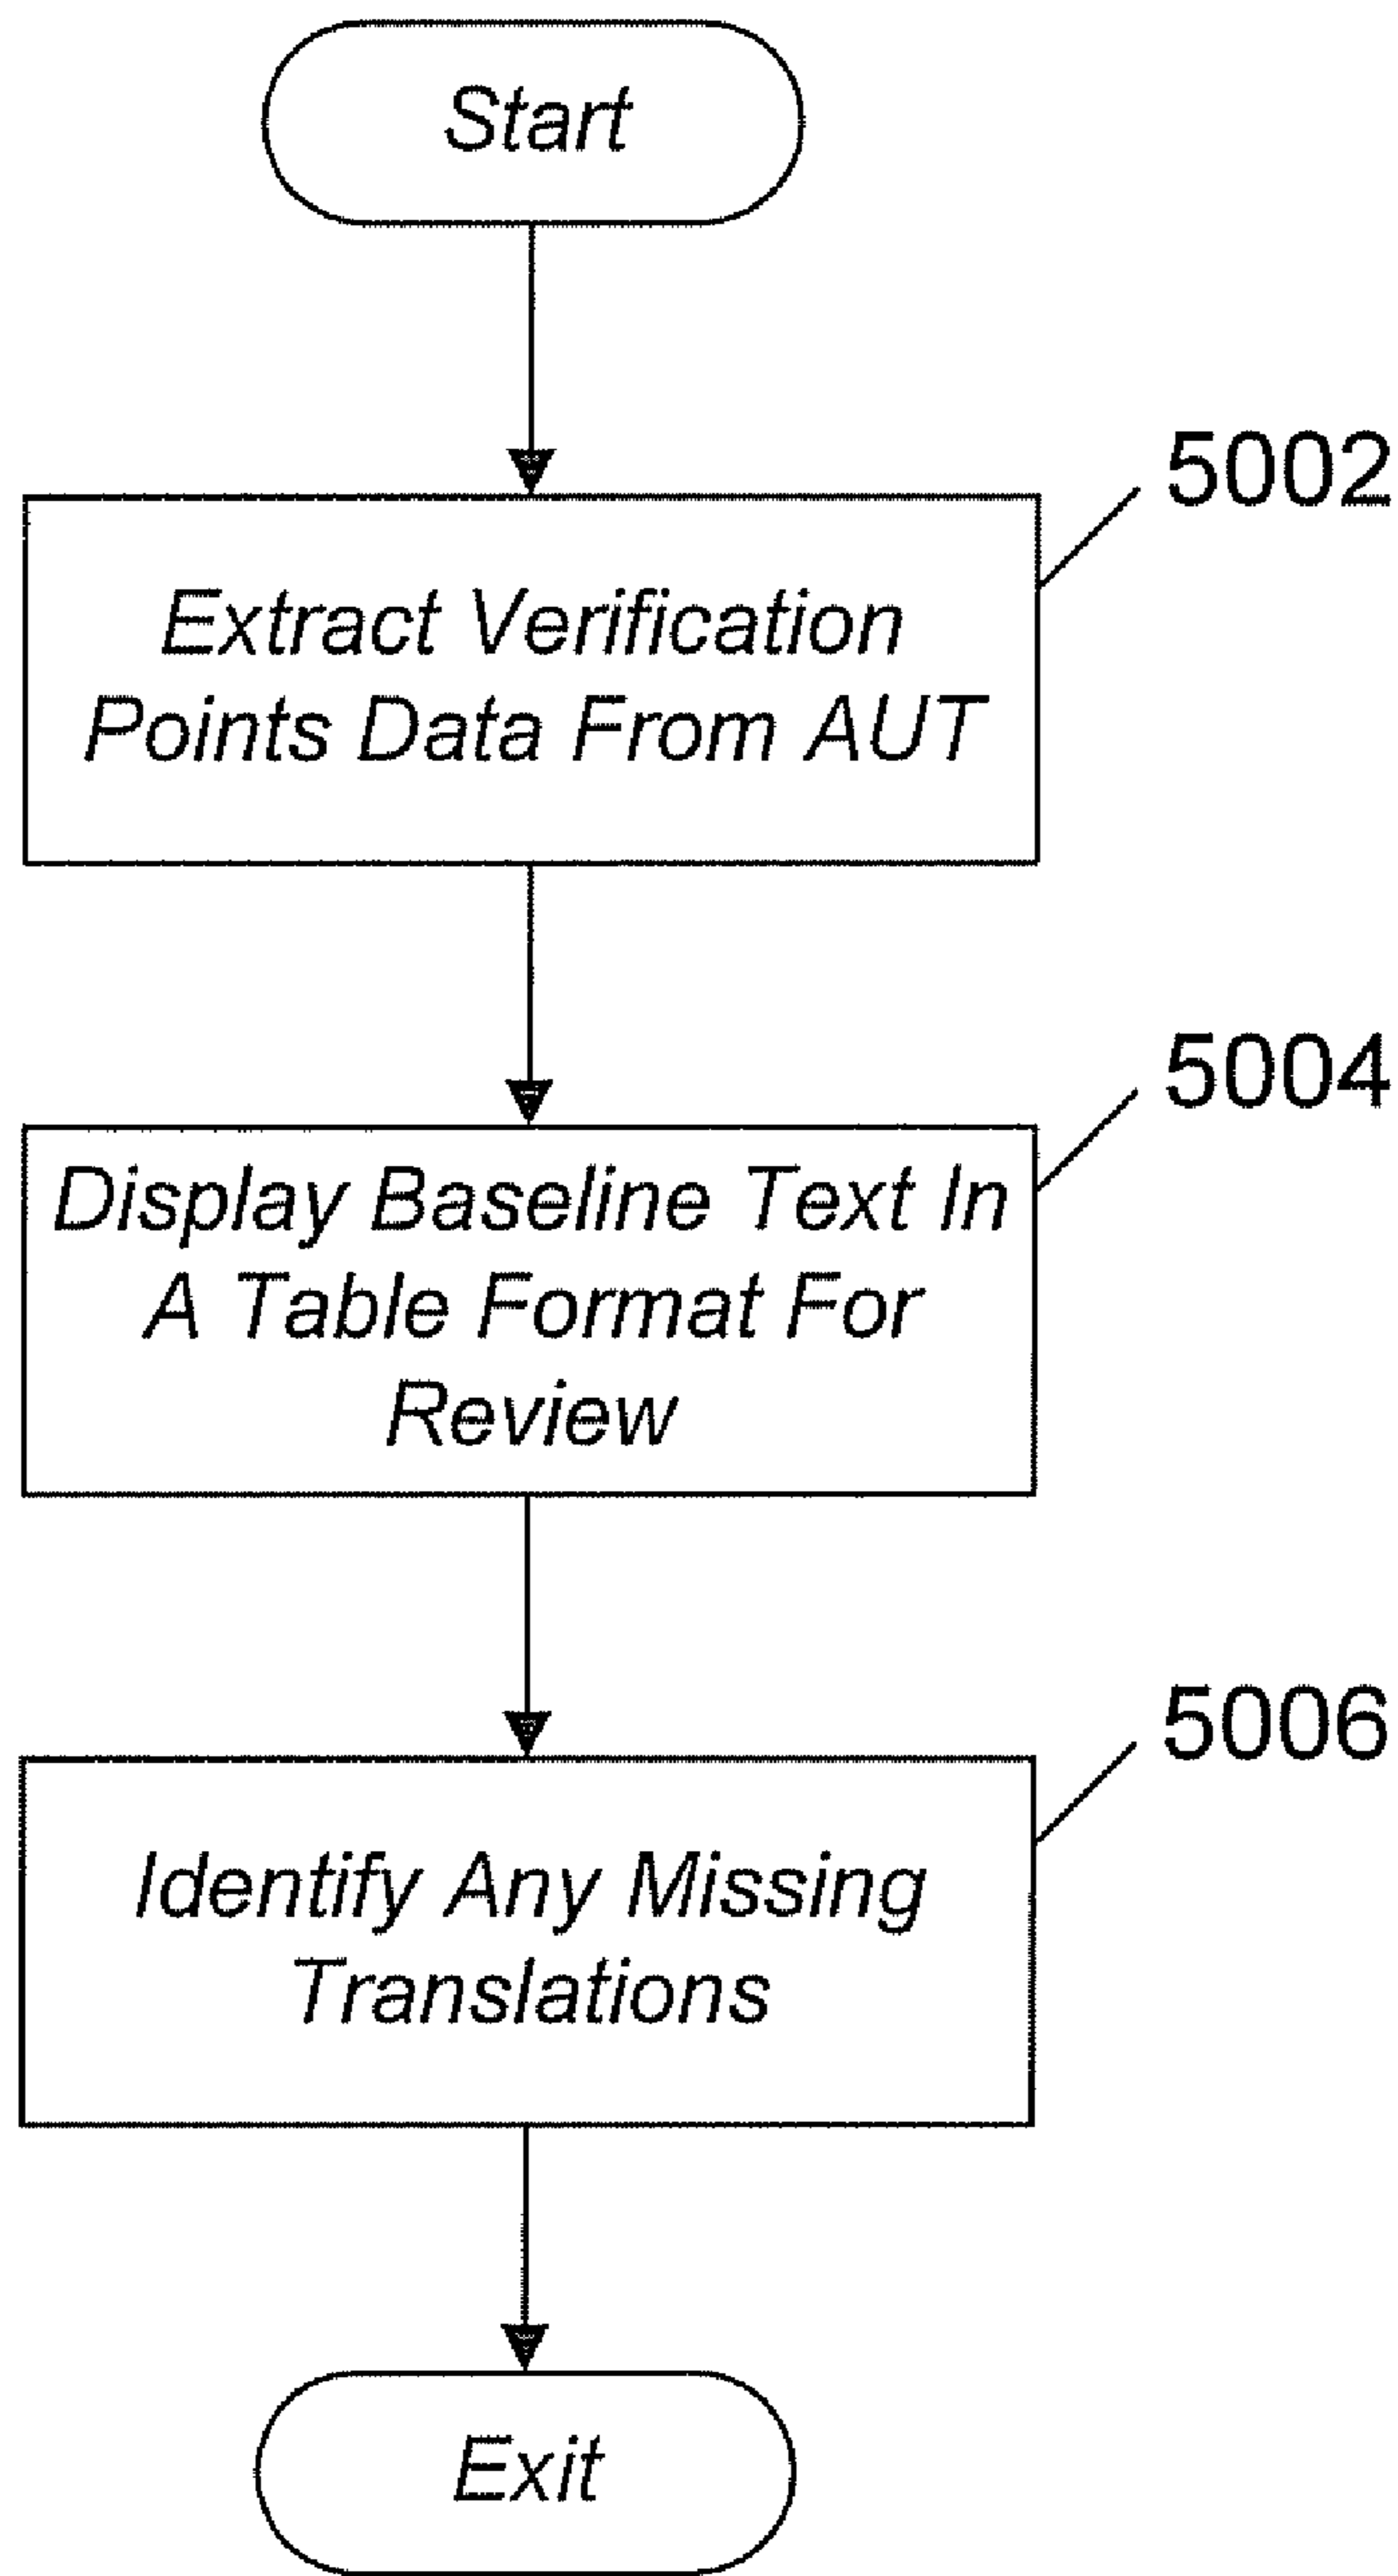 Start
5002
Extract Verification
Points Data From AUT
5004
Display Baseline Text In
A Table Format For
Review
5006
Identify Any Missing
Translations
Exit